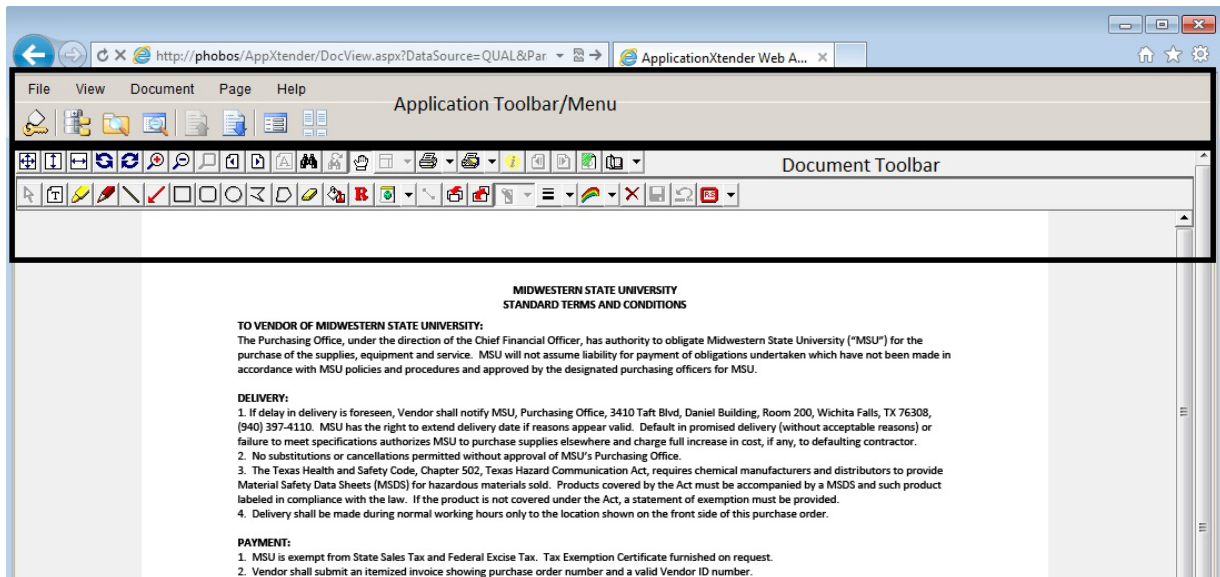 http://phobos/AppXtender/DocView.aspx?DataSource=QUAL&Par
ApplicationXtender Web A...
File View Document Page Help
Application Toolbar/Menu
Document Toolbar
MIDWESTERN STATE UNIVERSITY
STANDARD TERMS AND CONDITIONS
TO VENDOR OF MIDWESTERN STATE UNIVERSITY:
The Purchasing Office, under the direction of the Chief Financial Officer, has authority to obligate Midwestern State University ("MSU") for the
purchase of the supplies, equipment and service. MSU will not assume liability for payment of obligations undertaken which have not been made in
accordance with MSU policies and procedures and approved by the designated purchasing officers for MSU.
DELIVERY:
1. If delay in delivery is foreseen, Vendor shall notify MSU, Purchasing Office, 3410 Taft Blvd, Daniel Building, Room 200, Wichita Falls, TX 76308,
(940) 397-4110. MSU has the right to extend delivery date if reasons appear valid. Default in promised delivery (without acceptable reasons) or
failure to meet specifications authorizes MSU to purchase supplies elsewhere and charge full increase in cost, if any, to defaulting contractor.
2. No substitutions or cancellations permitted without approval of MSU's Purchasing Office.
3. The Texas Health and Safety Code, Chapter 502, Texas Hazard Communication Act, requires chemical manufacturers and distributors to provide
Material Safety Data Sheets (MSDS) for hazardous materials sold. Products covered by the Act must be accompanied by a MSDS and such product
labeled in compliance with the law. If the product is not covered under the Act, a statement of exemption must be provided.
4. Delivery shall be made during normal working hours only to the location shown on the front side of this purchase order.
PAYMENT:
1. MSU is exempt from State Sales Tax and Federal Excise Tax. Tax Exemption Certificate furnished on request.
2. Vendor shall submit an itemized invoice showing purchase order number and a valid Vendor ID number.